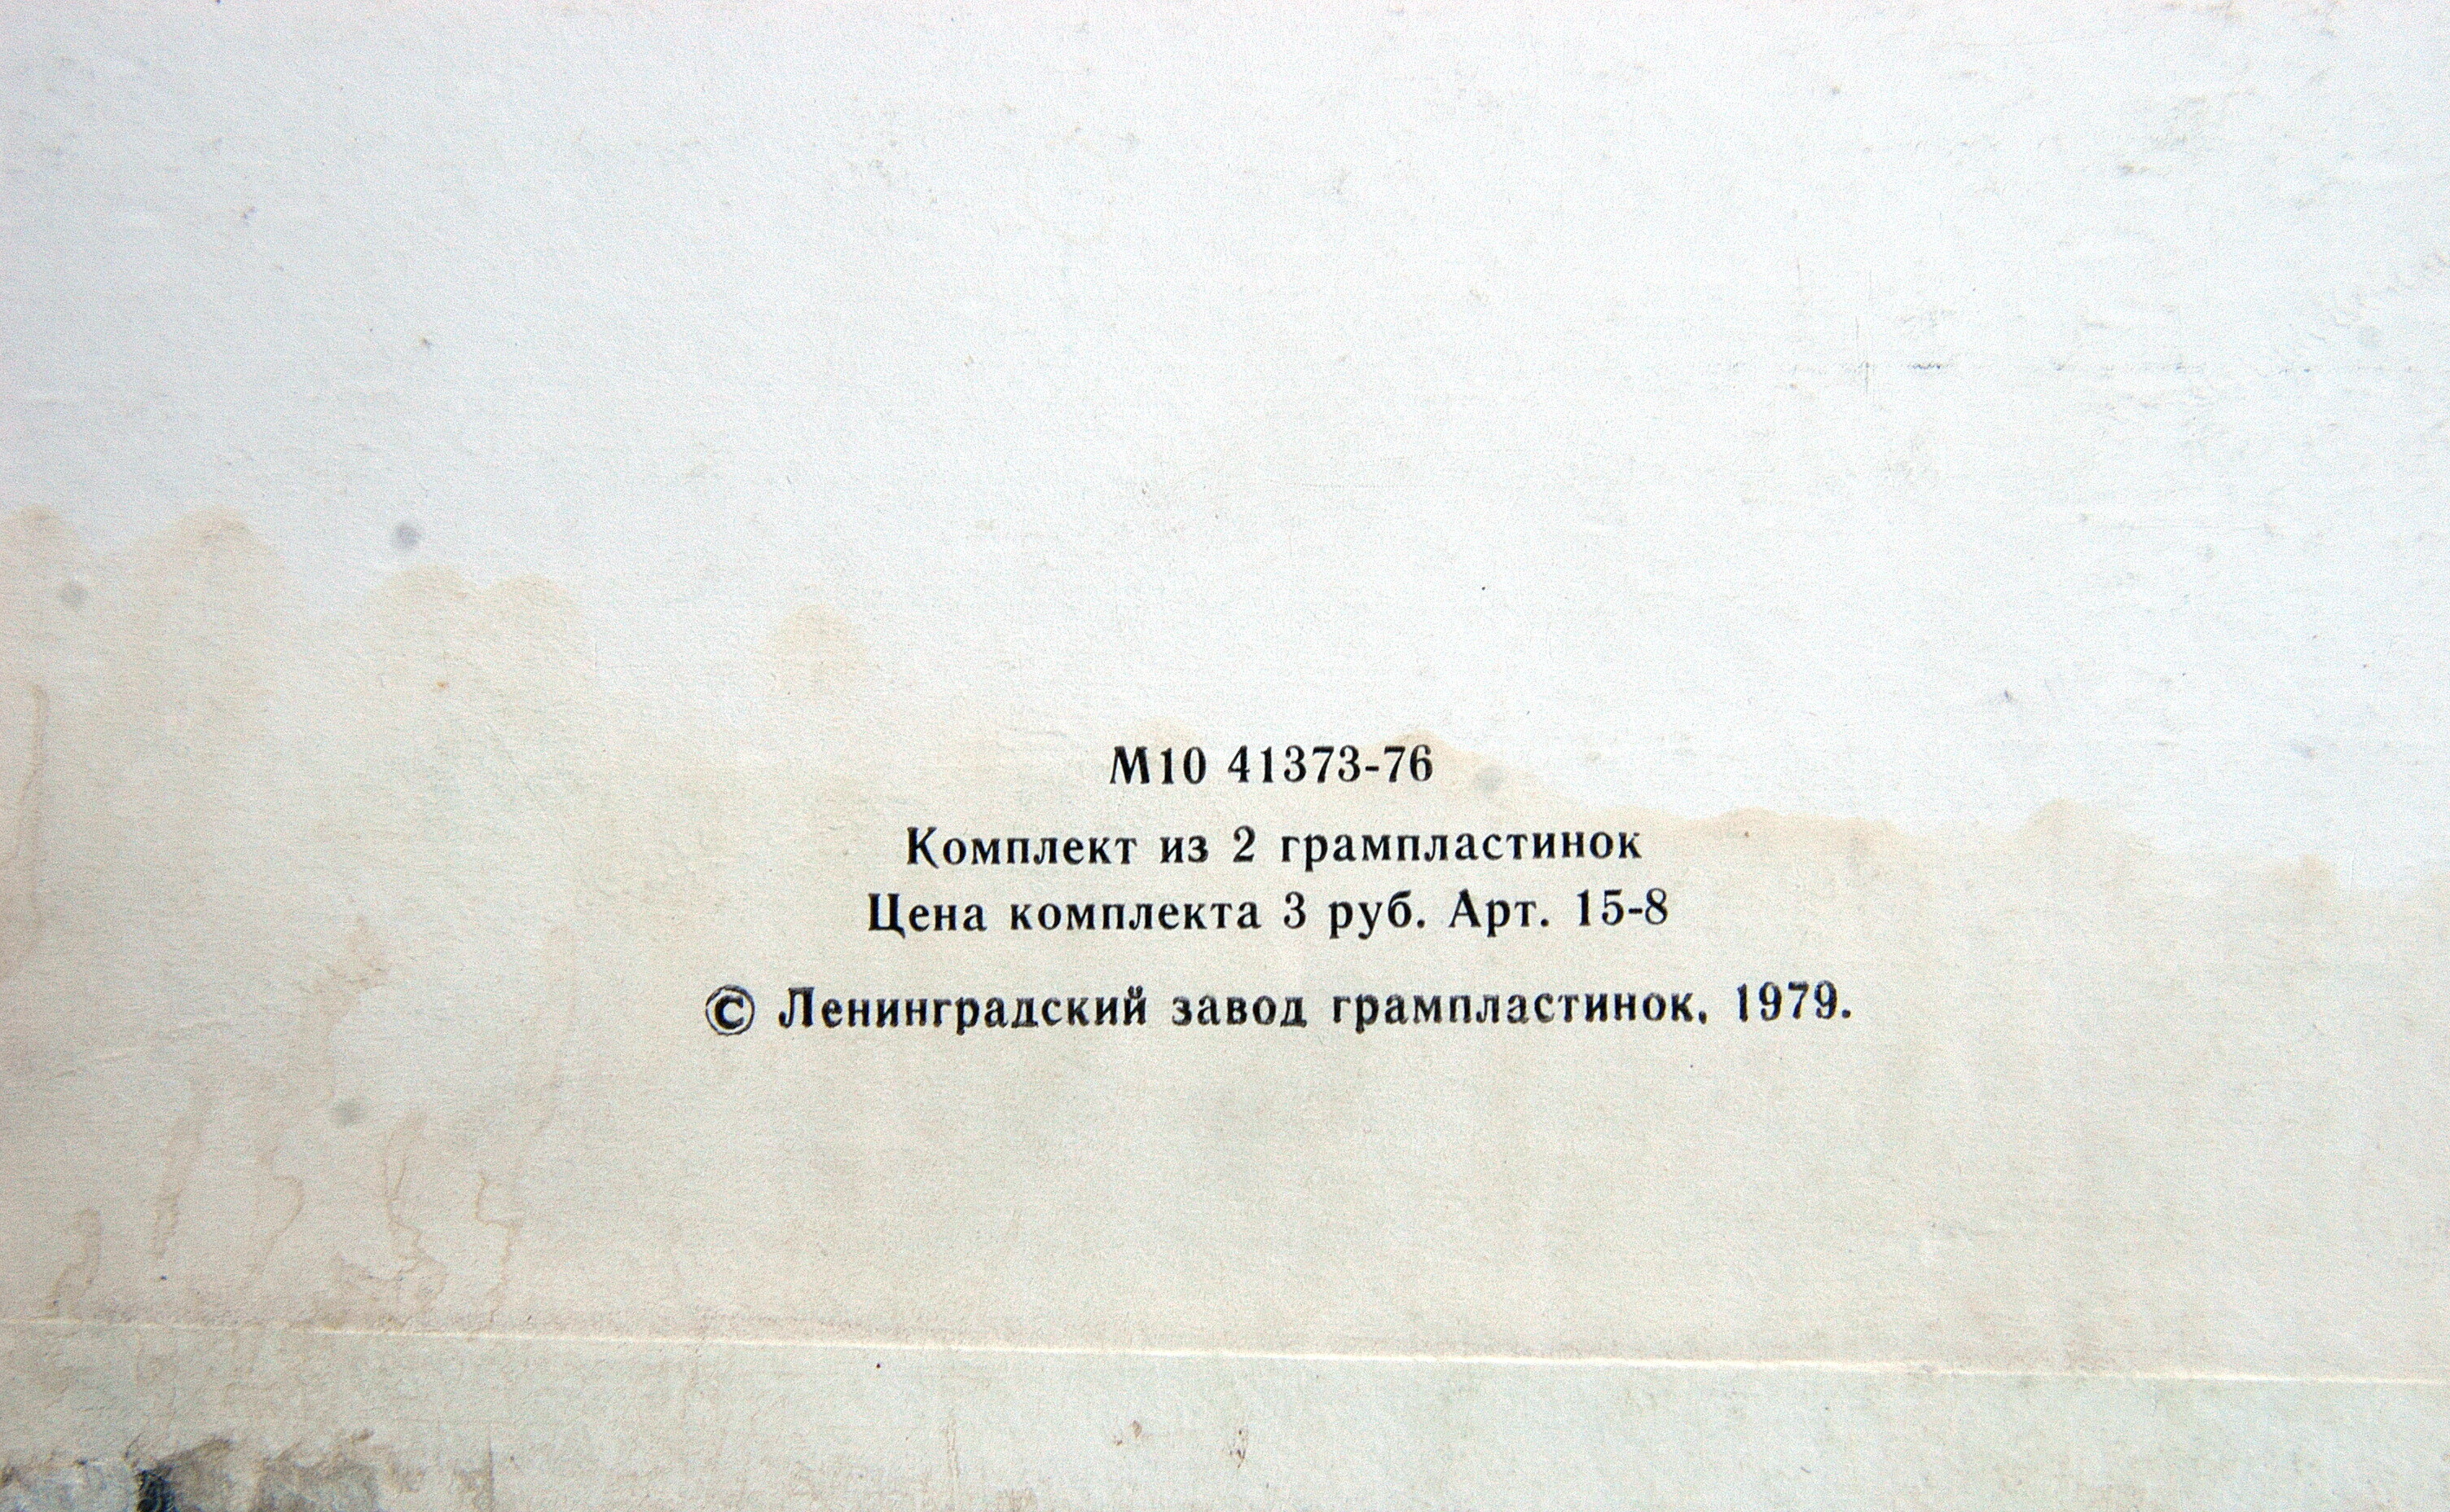 М10 41373-76
Комплект из 2 грампластинок
Цена комплекта 3 руб. Арт. 15-8
© Ленинградский завод грампластинок, 1979.